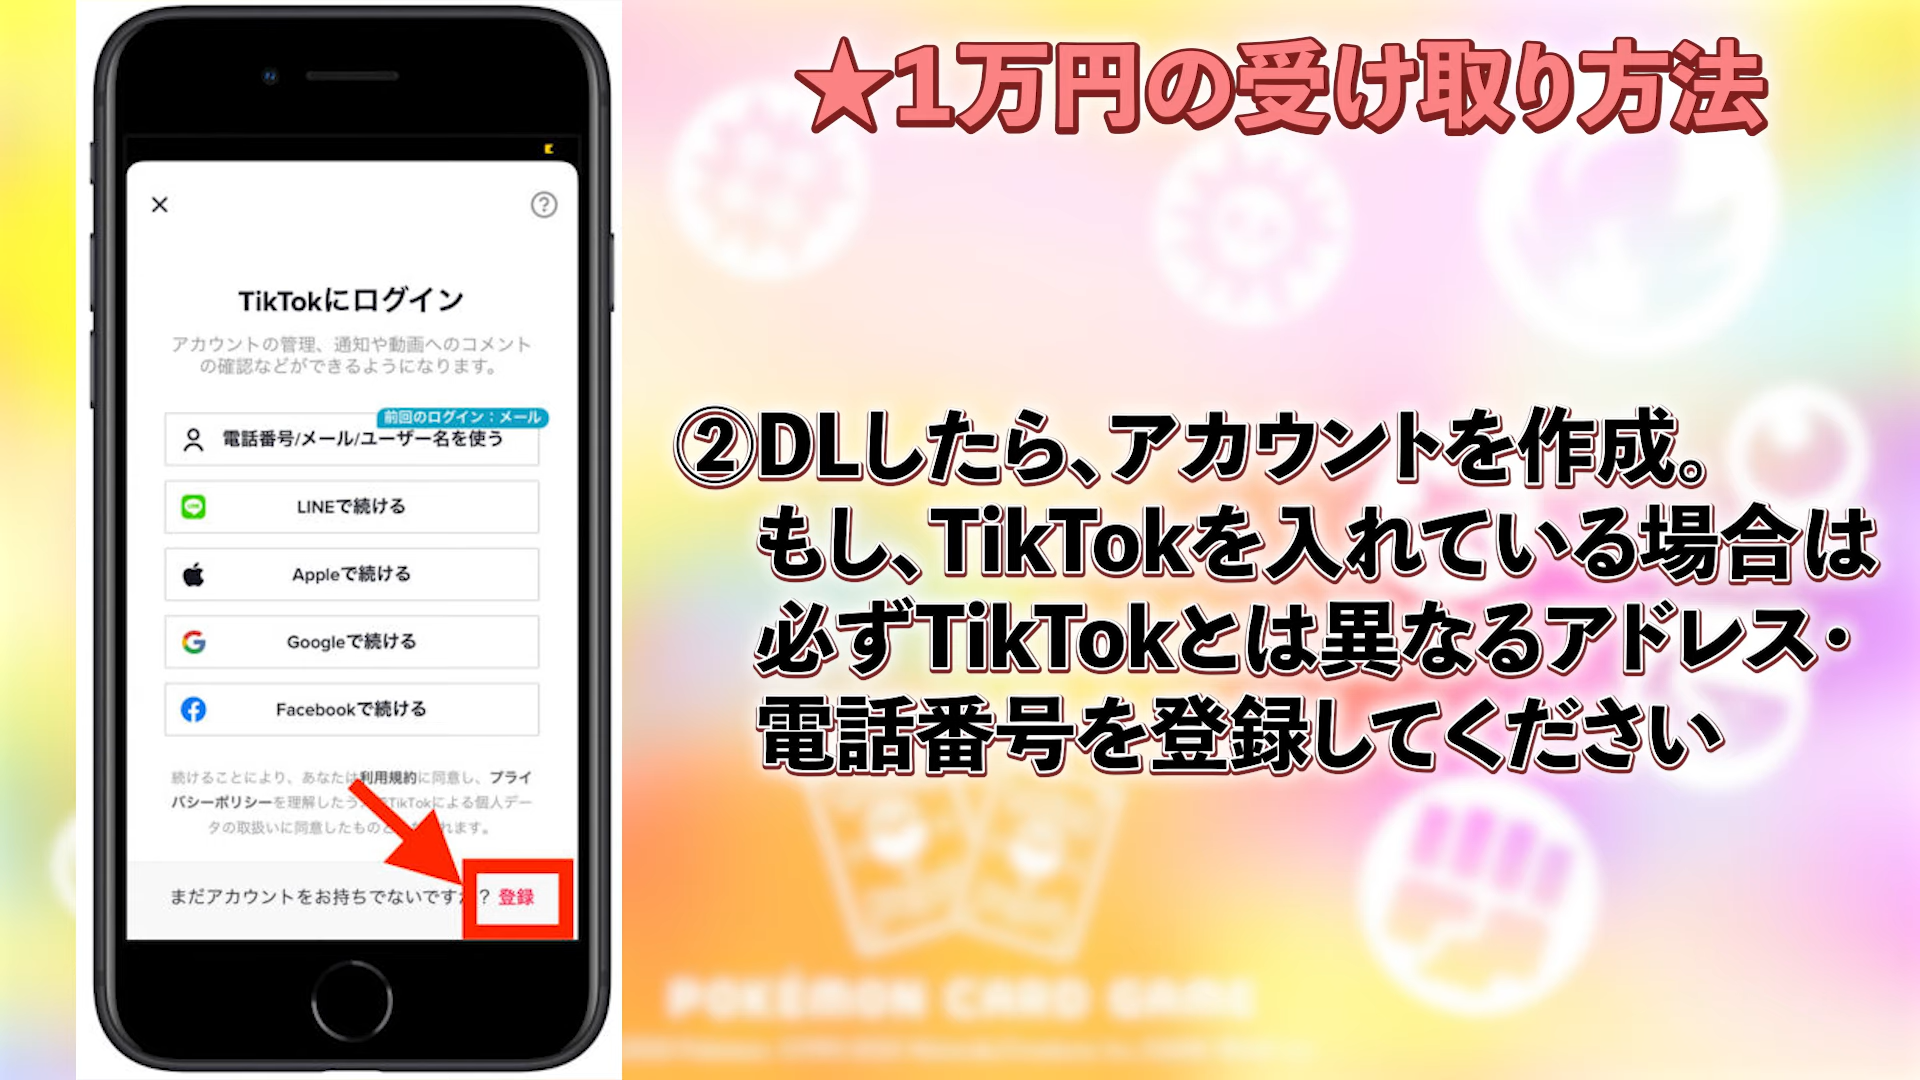 ★1万円の受け取り方法
TikTokにログイン
アカウントの管理、通知や動画へのコメント
の確認などができるようになります。
前回のログイン：メール
電話番号/メール/ユーザー名を使う
LINEで続ける
Appleで続ける
Googleで続ける
Facebookで続ける
続けることにより、あなたは利用規約に同意し、プライ
バシーポリシーを理解したう TikTokによる個人デー
タの取扱いに同意したものと れます。
まだアカウントをお持ちでないですか？ 登録
②DLしたら、アカウントを作成。
もし、TikTokを入れている場合は
必ずTikTokとは異なるアドレス・
電話番号を登録してください
POKÉMON CARD GAME